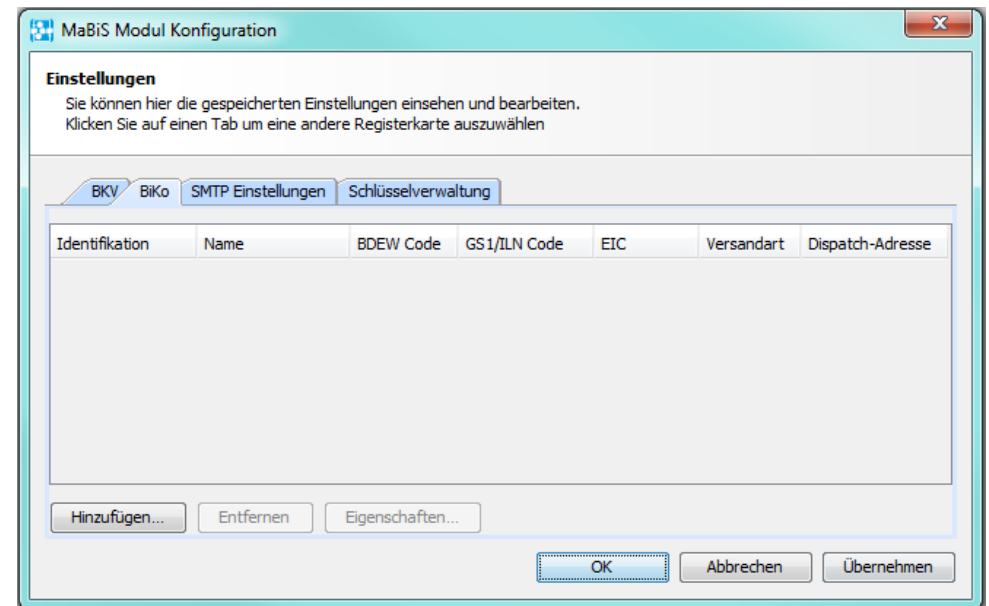 MaBiS Modul Konfiguration
Einstellungen
Sie können hier die gespeicherten Einstellungen einsehen und bearbeiten.
Klicken Sie auf einen Tab um eine andere Registerkarte auszuwählen
BKV BiKo SMTP Einstellungen Schlüsselverwaltung
Identifikation Name BDEW Code GS1/ILN Code EIC Versandart Dispatch-Adresse
Hinzufügen... Entfernen Eigenschaften...
OK Abbrechen Übernehmen